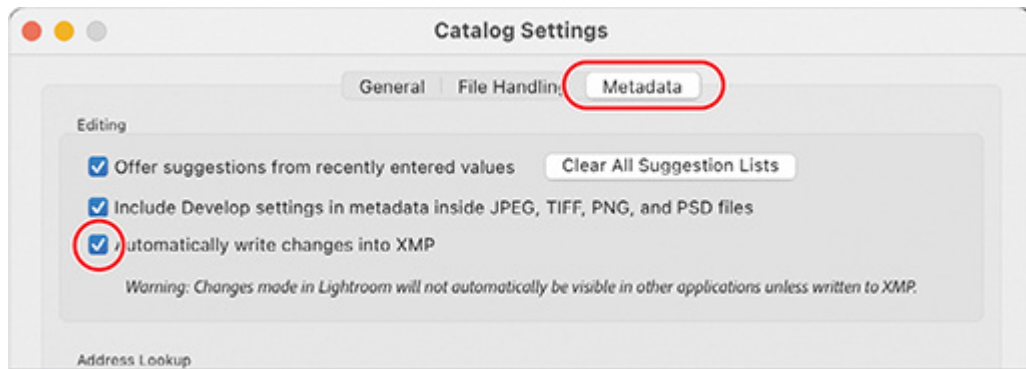 Catalog Settings
General File Handling Metadata
Editing
Offer suggestions from recently entered values Clear All Suggestion Lists
Include Develop settings in metadata inside JPEG, TIFF, PNG, and PSD files
Automatically write changes into XMP
Warning: Changes made in Lightroom will not automatically be visible in other applications unless written to XMP.
Address Lookup